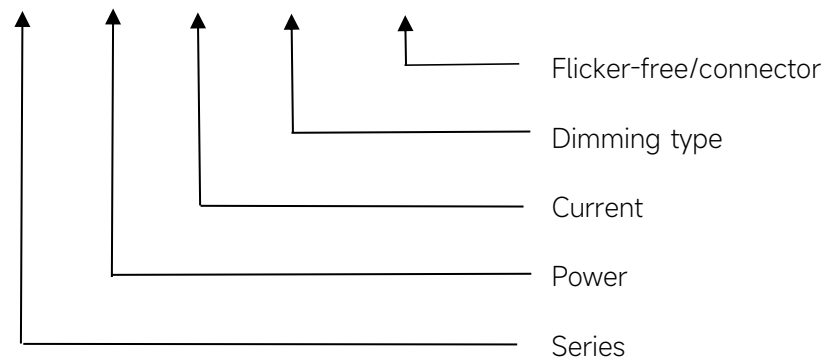 Flicker-free/connector
Dimming type
Current
Power
Series